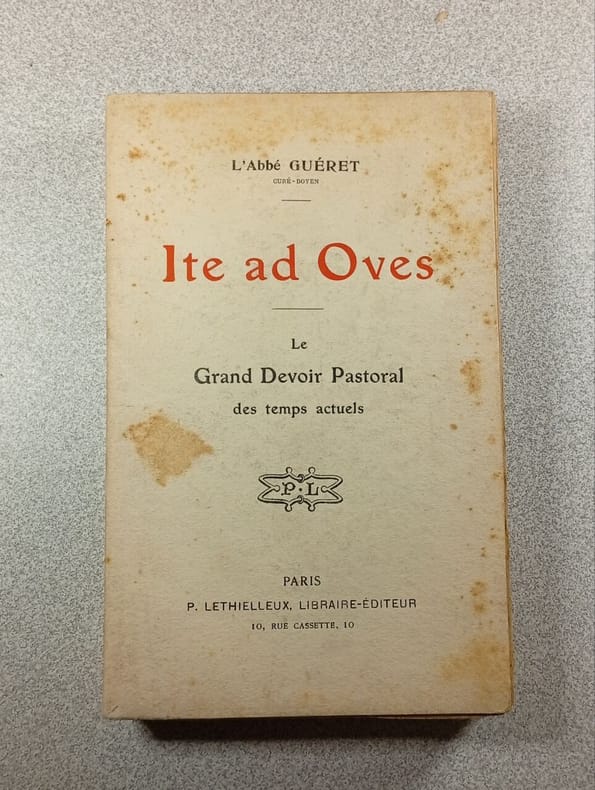 L'Abbé GUÉRET
CURÉ-DOYEN
Ite ad Oves
Le
Grand Devoir Pastoral
des temps actuels
P·L
PARIS
P. LETHIELLEUX, LIBRAIRE-ÉDITEUR
10, RUE CASSETTE, 10